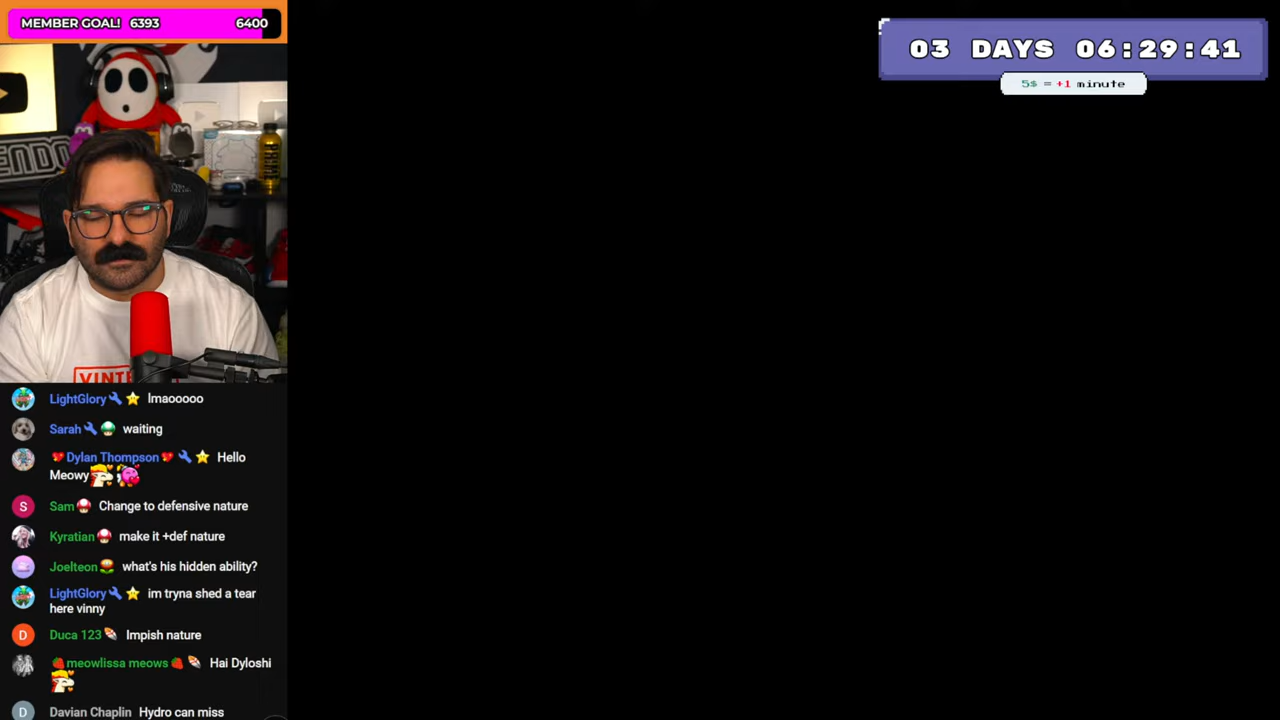 MEMBER GOAL! 6393 6400
03 DAYS 06:29:41
5$ = +1 minute
ENDO
VINTE
LightGlory lmaooooo
Sarah waiting
Dylan Thompson Hello
Meowy
S Sam Change to defensive nature
Kyratian make it +def nature
Joelteon what's his hidden ability?
LightGlory im tryna shed a tear
here vinny
D Duca 123 Impish nature
meowlissa meows Hai Dyloshi
D Davian Chaplin Hydro can miss